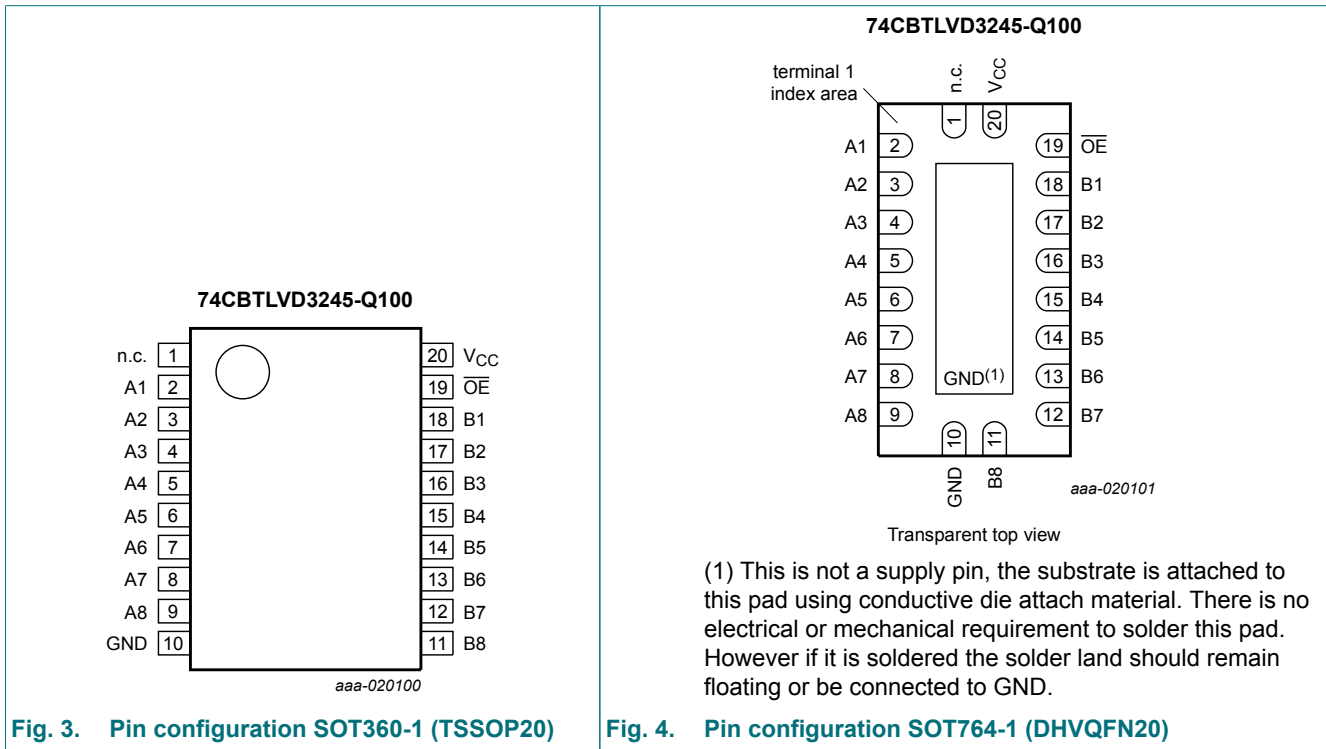 74CBTLVD3245-Q100
n.c. 1
A1 2
A2 3
A3 4
A4 5
A5 6
A6 7
A7 8
A8 9
GND 10
20 VCC
19 OE
18 B1
17 B2
16 B3
15 B4
14 B5
13 B6
12 B7
11 B8
aaa-020100
Fig. 3. Pin configuration SOT360-1 (TSSOP20)
74CBTLVD3245-Q100
terminal 1
index area
n.c.
VCC
1
20
A1 2
A2 3
A3 4
A4 5
A5 6
A6 7
A7 8
A8 9
19 OE
18 B1
17 B2
16 B3
15 B4
14 B5
13 B6
12 B7
GND(1)
10
11
GND
B8
aaa-020101
Transparent top view
(1) This is not a supply pin, the substrate is attached to
this pad using conductive die attach material. There is no
electrical or mechanical requirement to solder this pad.
However if it is soldered the solder land should remain
floating or be connected to GND.
Fig. 4. Pin configuration SOT764-1 (DHVQFN20)